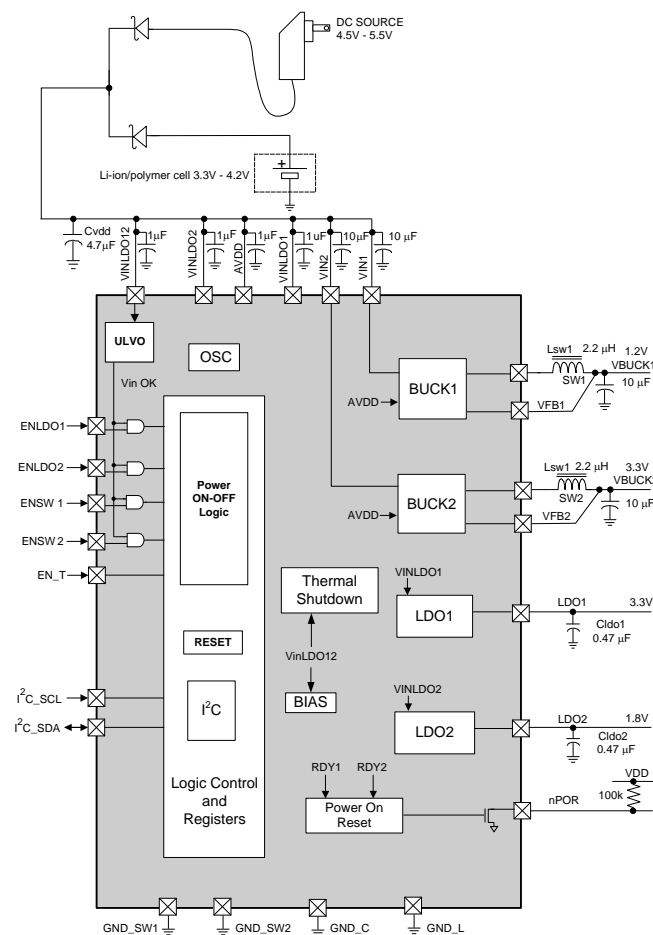 DC SOURCE
4.5V - 5.5V
Li-ion/polymer cell 3.3V - 4.2V
+
Cvdd
4.7µF
VINLDO12
1µF
VINLDO2
1µF
AVDD
1µF
VINLDO1
1uF
VIN2
10µF
VIN1
10 µF
ULVO
OSC
Vin OK
BUCK1
AVDD
VFB1
Lsw1 2.2 µH
SW1
1.2V
VBUCK1
10 µF
ENLDO1
ENLDO2
ENSW 1
ENSW 2
EN_T
Power
ON-OFF
Logic
BUCK2
AVDD
VFB2
Lsw1 2.2 µH
SW2
3.3V
VBUCK2
10 µF
Thermal
Shutdown
VINLDO1
LDO1
LDO1
3.3V
Cldo1
0.47 µF
RESET
VinLDO12
BIAS
I2C_SCL
I2C_SDA
I2C
VINLDO2
LDO2
LDO2
1.8V
Cldo2
0.47 µF
Logic Control
and
Registers
RDY1
RDY2
Power On
Reset
VDD
100k
nPOR
GND_SW1
GND_SW2
GND_C
GND_L